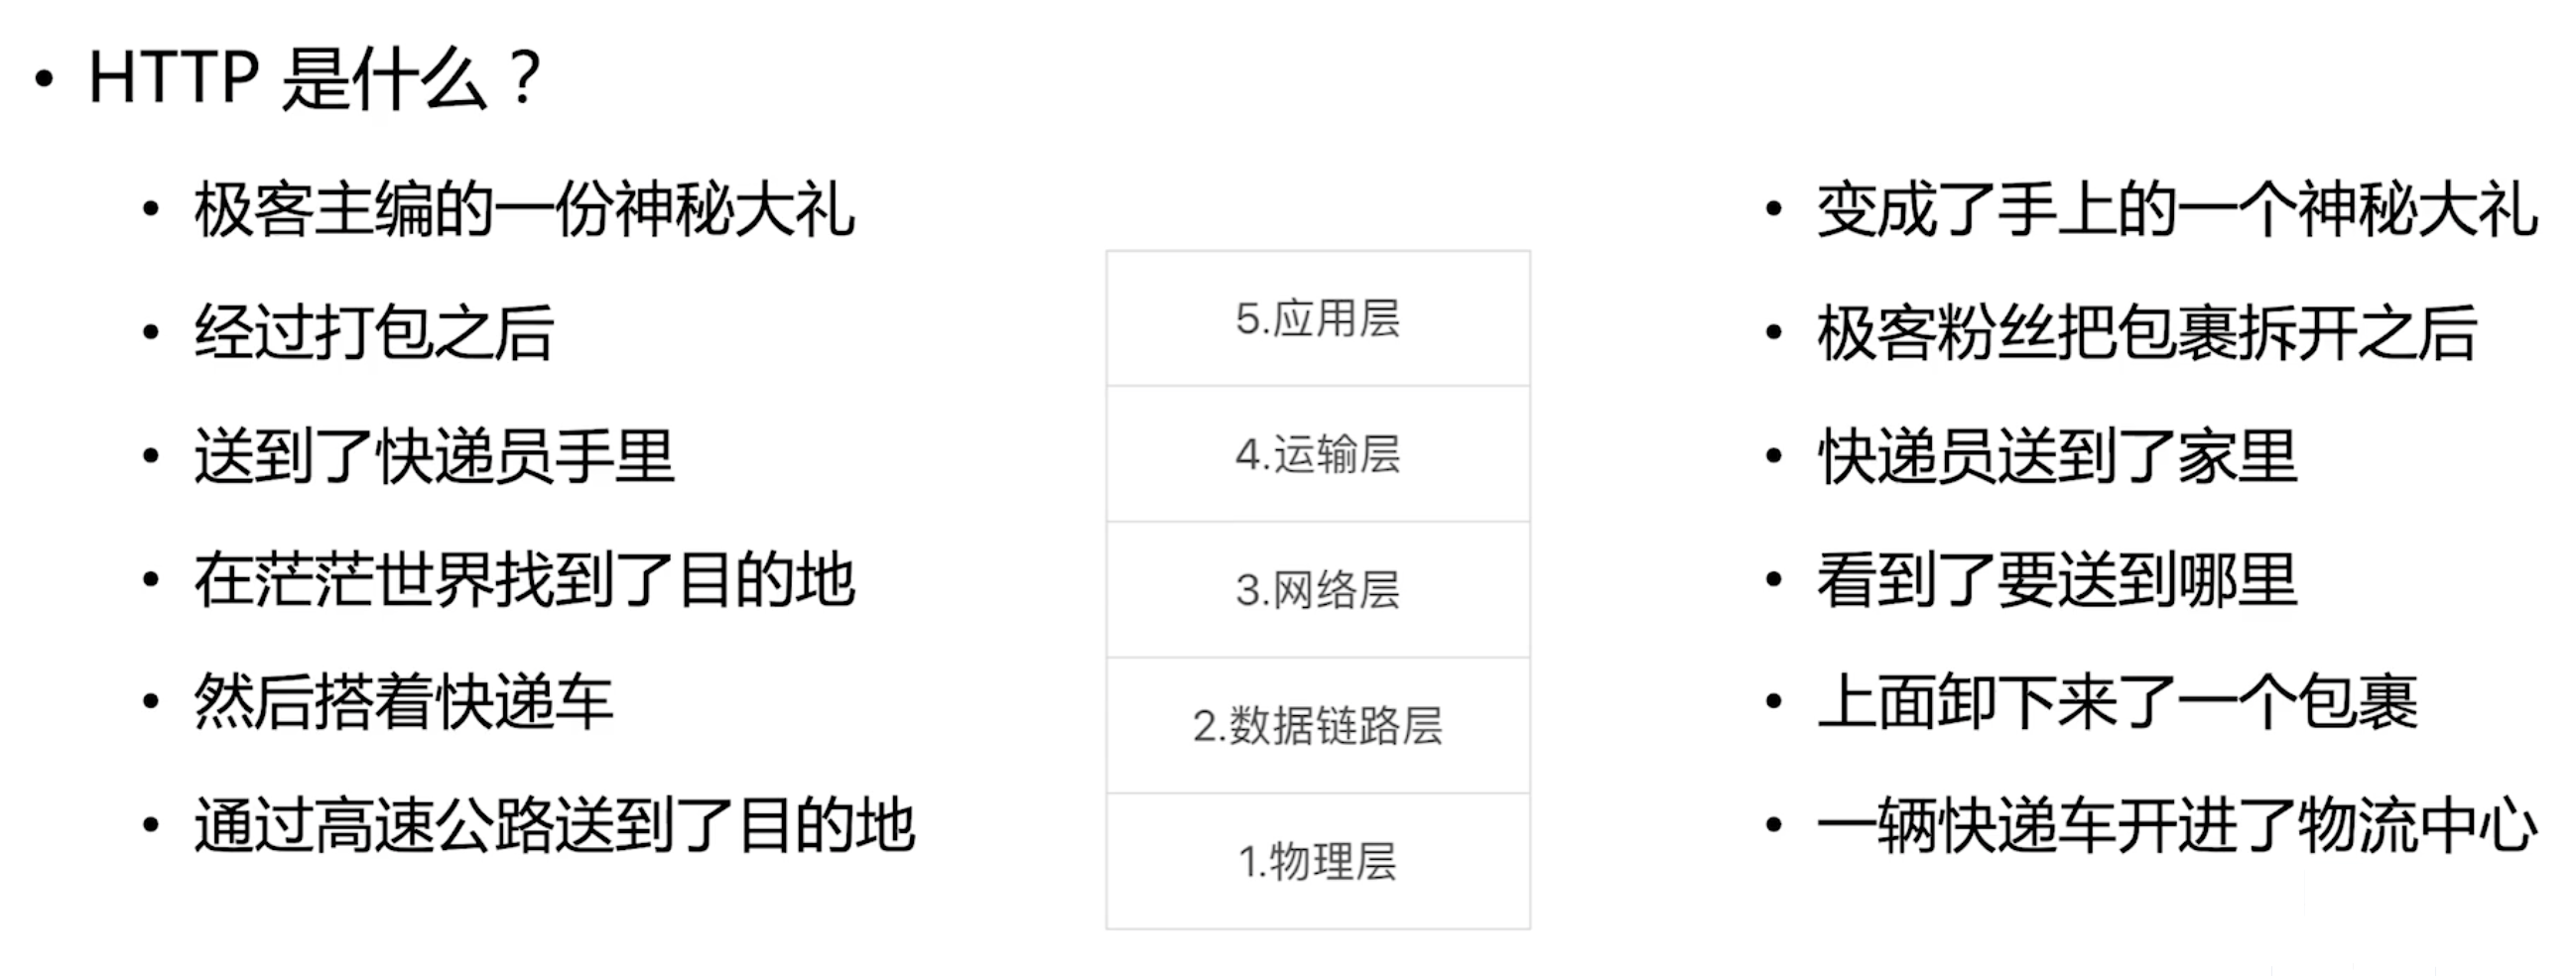 • HTTP 是什么？
• 极客主编的一份神秘大礼
• 经过打包之后
• 送到了快递员手里
• 在茫茫世界找到了目的地
• 然后搭着快递车
• 通过高速公路送到了目的地
5.应用层
4.运输层
3.网络层
2.数据链路层
1.物理层
• 变成了手上的一个神秘大礼
• 极客粉丝把包裹拆开之后
• 快递员送到了家里
• 看到了要送到哪里
• 上面卸下来了一个包裹
• 一辆快递车开进了物流中心